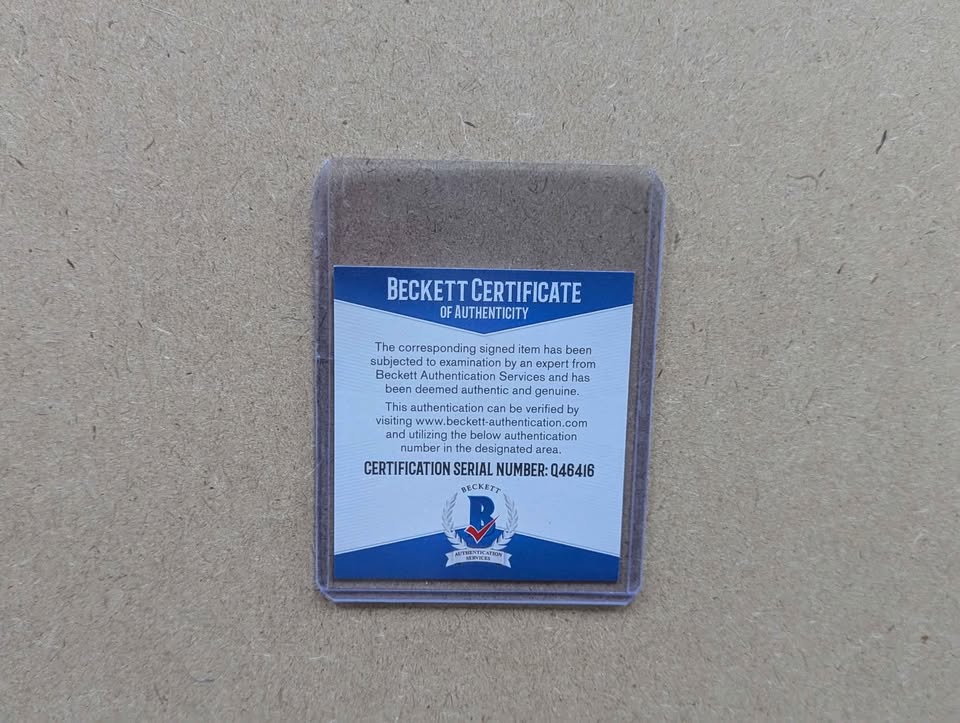 BECKETT CERTIFICATE
OF AUTHENTICITY
The corresponding signed item has been
subjected to examination by an expert from
Beckett Authentication Services and has
been deemed authentic and genuine.
This authentication can be verified by
visiting www.beckett-authentication.com
and utilizing the below authentication
number in the designated area.
CERTIFICATION SERIAL NUMBER: Q46416
BECKETT
B
AUTHENTICATION
SERVICES